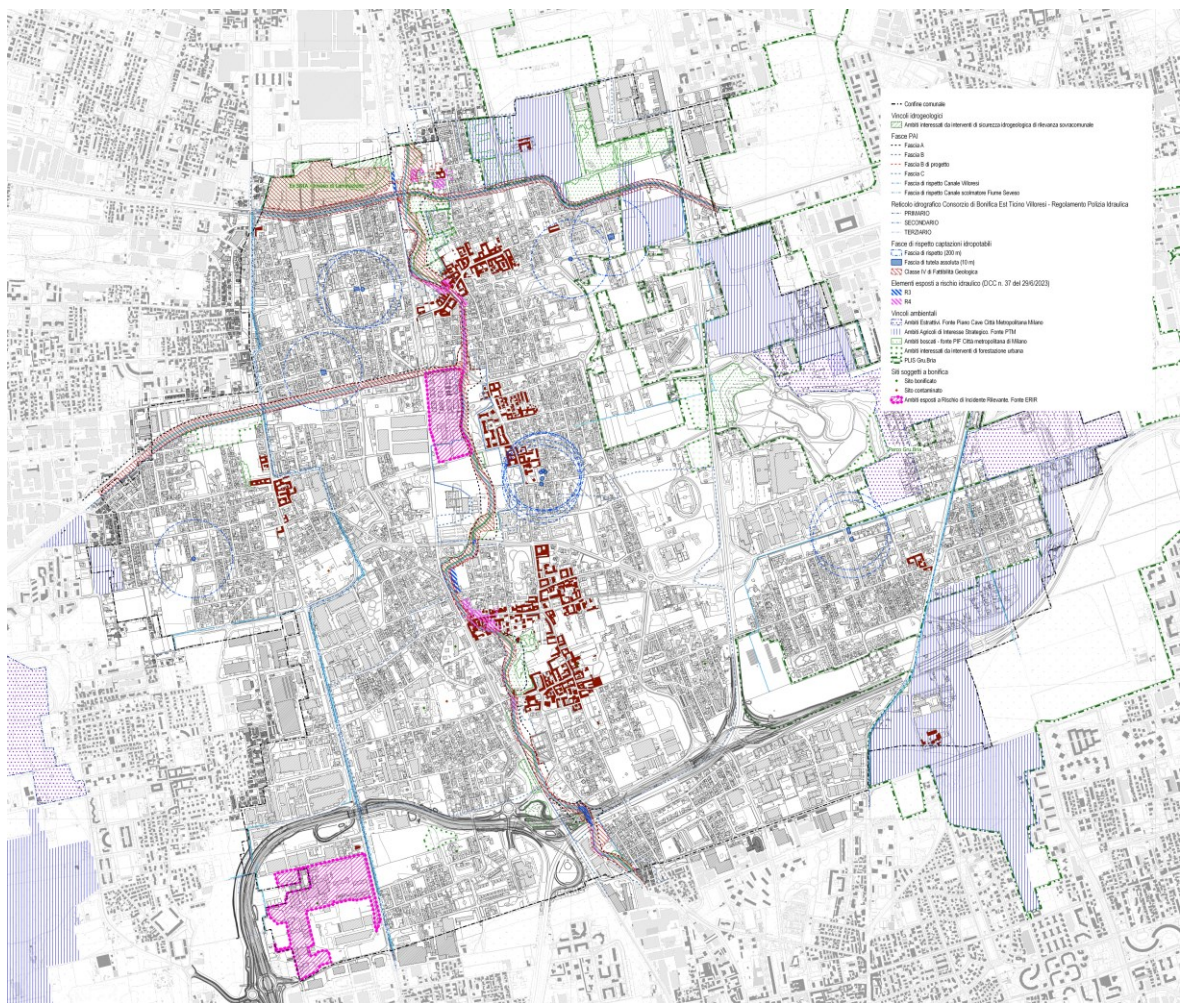 Confine comunale
Vincoli idrogeologici
Ambiti interessati da interventi di sicurezza idrogeologica di rilevanza sovracomunale
Fasce PAI
Fascia A
Fascia B
Fascia B di progetto
Fascia C
Fascia di rispetto Canale Villoresi
Fascia di rispetto Canale scolmatore Fiume Seveso
Reticolo idrografico Consorzio di Bonifica Est Ticino Villoresi - Regolamento Polizia Idraulica
PRIMARIO
SECONDARIO
TERZIARIO
Fasce di rispetto captazioni idropotabili
Fascia di rispetto (200 m)
Fascia di tutela assoluta (10 m)
Classe IV di Fattibilità Geologica
Elementi esposti a rischio idraulico (DCC n. 37 del 29/6/2023)
R3
R4
Vincoli ambientali
Ambiti Estrattivi. Fonte Piano Cave Città Metropolitana Milano
Ambiti Agricoli di Interesse Strategico. Fonte PTM
Ambiti boscati - fonte PIF Città metropolitana di Milano
Ambiti interessati da interventi di forestazione urbana
PLIS Gru.Bria
Siti soggetti a bonifica
Sito bonificato
Sito contaminato
Ambiti esposti a Rischio di Incidente Rilevante. Fonte ERIR
Parco Gru.Bria